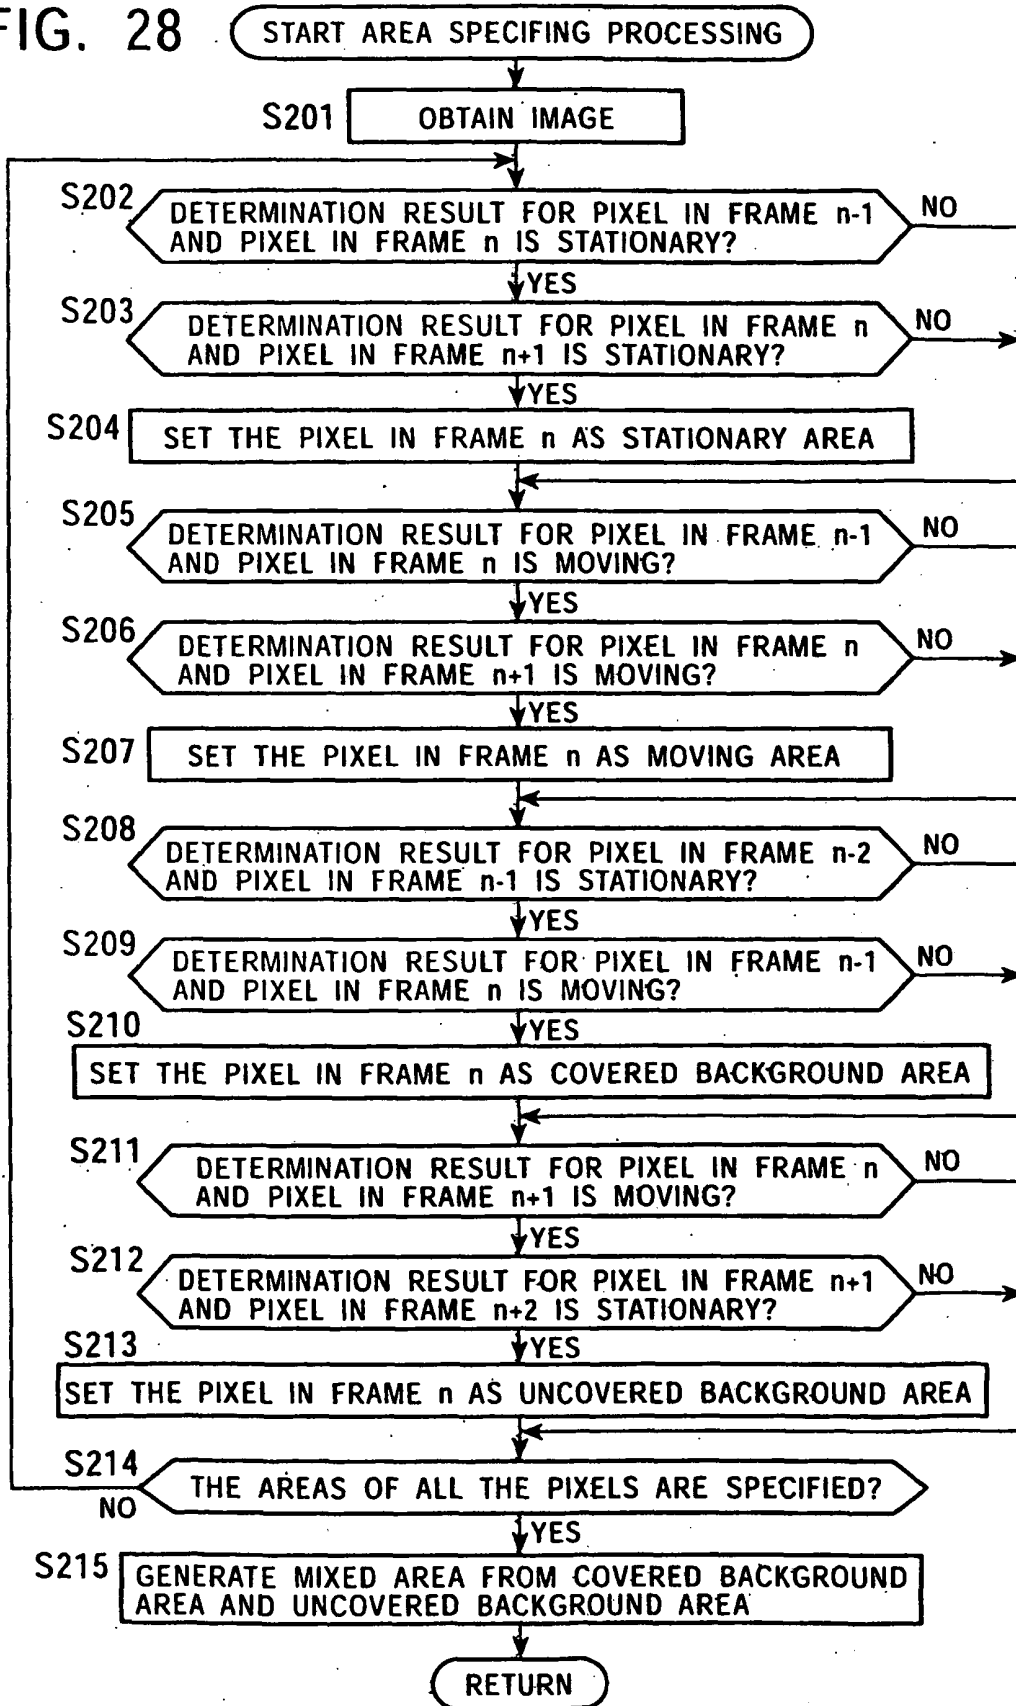 FIG. 28
START AREA SPECIFING PROCESSING
S201
OBTAIN IMAGE
S202
DETERMINATION RESULT FOR PIXEL IN FRAME n-1
AND PIXEL IN FRAME n IS STATIONARY?
NO
YES
S203
DETERMINATION RESULT FOR PIXEL IN FRAME n
AND PIXEL IN FRAME n+1 IS STATIONARY?
NO
YES
S204
SET THE PIXEL IN FRAME n AS STATIONARY AREA
S205
DETERMINATION RESULT FOR PIXEL IN FRAME n-1
AND PIXEL IN FRAME n IS MOVING?
NO
YES
S206
DETERMINATION RESULT FOR PIXEL IN FRAME n
AND PIXEL IN FRAME n+1 IS MOVING?
NO
YES
S207
SET THE PIXEL IN FRAME n AS MOVING AREA
S208
DETERMINATION RESULT FOR PIXEL IN FRAME n-2
AND PIXEL IN FRAME n-1 IS STATIONARY?
NO
YES
S209
DETERMINATION RESULT FOR PIXEL IN FRAME n-1
AND PIXEL IN FRAME n IS MOVING?
NO
YES
S210
SET THE PIXEL IN FRAME n AS COVERED BACKGROUND AREA
S211
DETERMINATION RESULT FOR PIXEL IN FRAME n
AND PIXEL IN FRAME n+1 IS MOVING?
NO
YES
S212
DETERMINATION RESULT FOR PIXEL IN FRAME n+1
AND PIXEL IN FRAME n+2 IS STATIONARY?
NO
YES
S213
SET THE PIXEL IN FRAME n AS UNCOVERED BACKGROUND AREA
S214
THE AREAS OF ALL THE PIXELS ARE SPECIFIED?
NO
YES
S215
GENERATE MIXED AREA FROM COVERED BACKGROUND
AREA AND UNCOVERED BACKGROUND AREA
RETURN